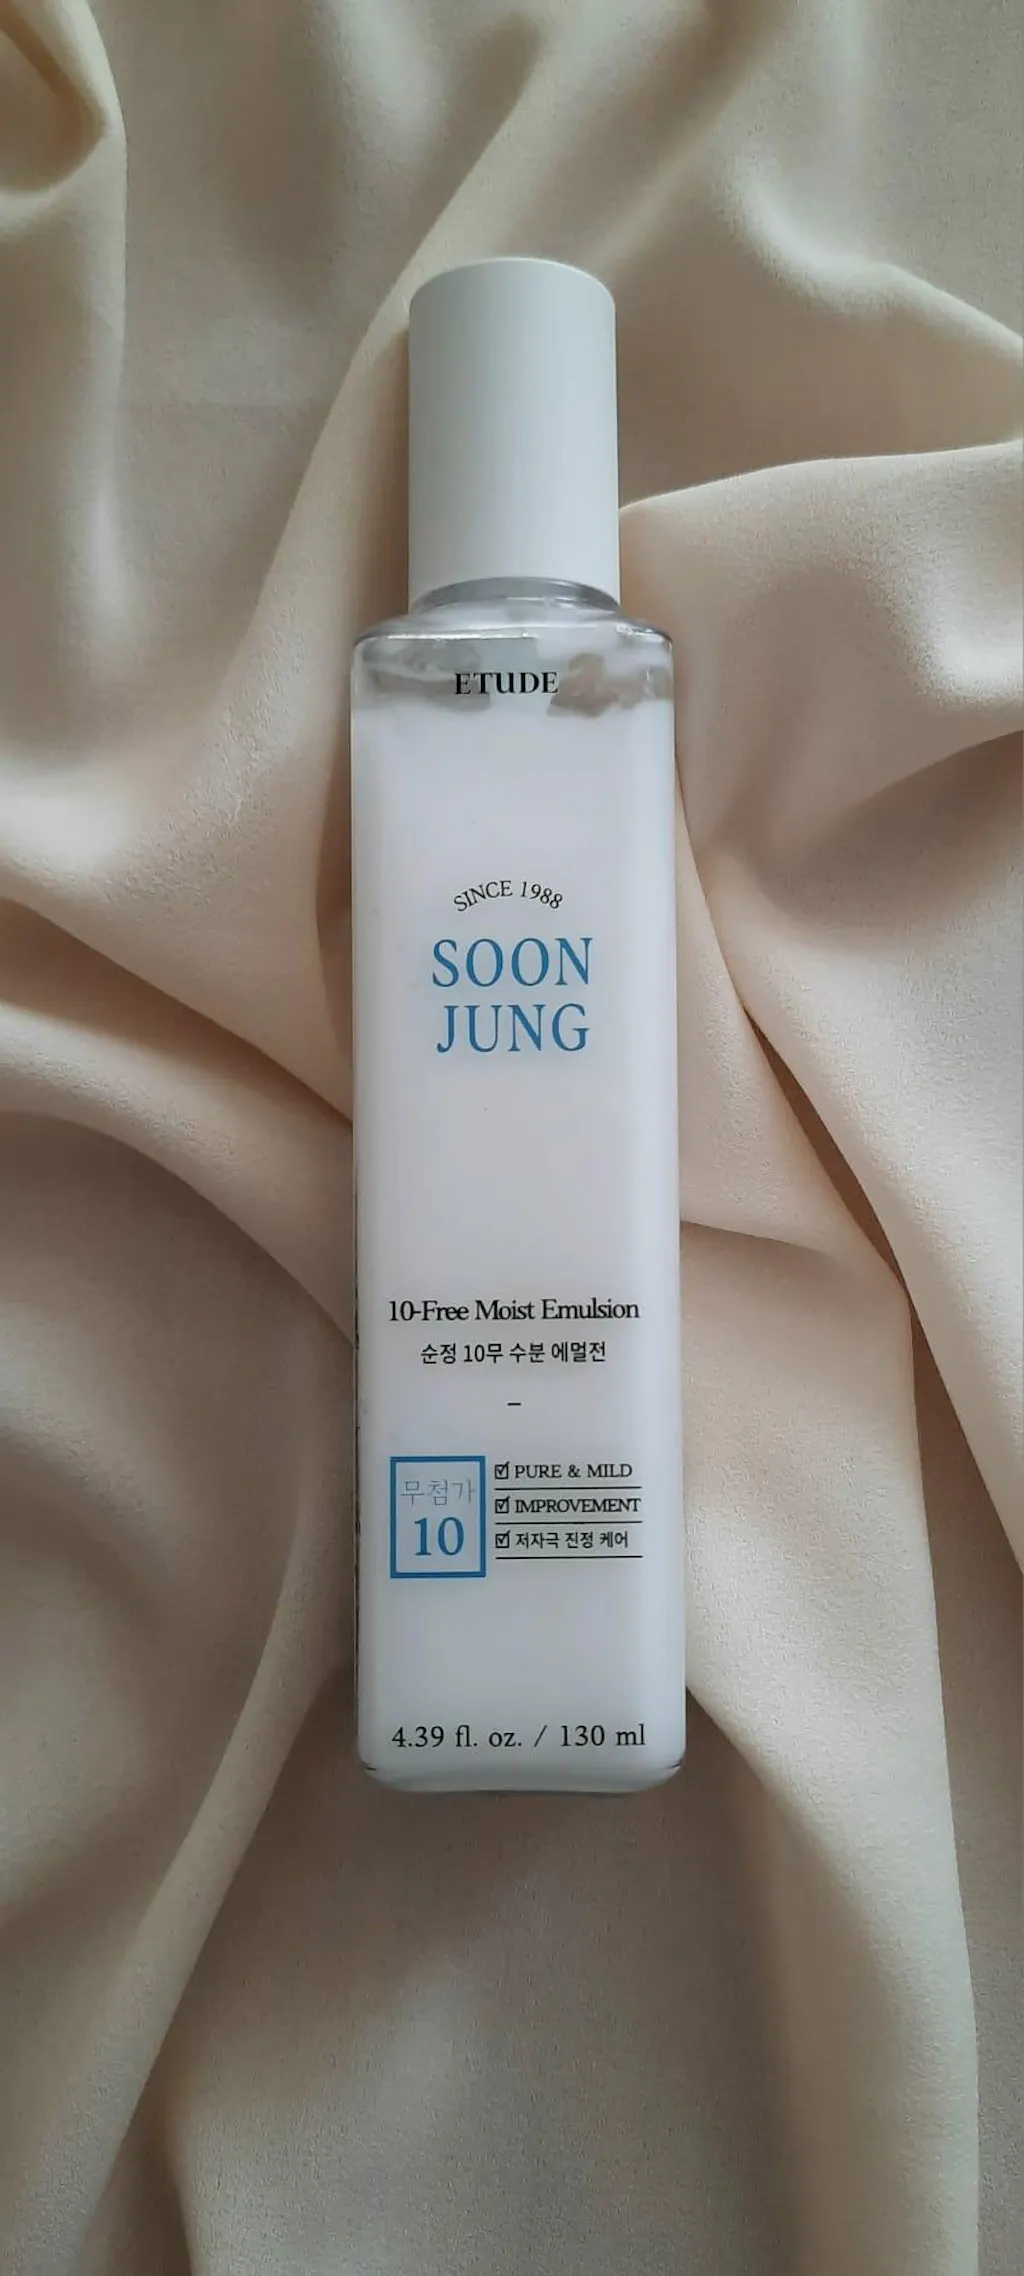 ETUDE
SINCE 1988
SOON
JUNG
10-Free Moist Emulsion
순정 10무 수분 에멀전
–
무첨가
10
☑ PURE & MILD
☑ IMPROVEMENT
☑ 저자극 진정 케어
4.39 fl. oz. / 130 ml